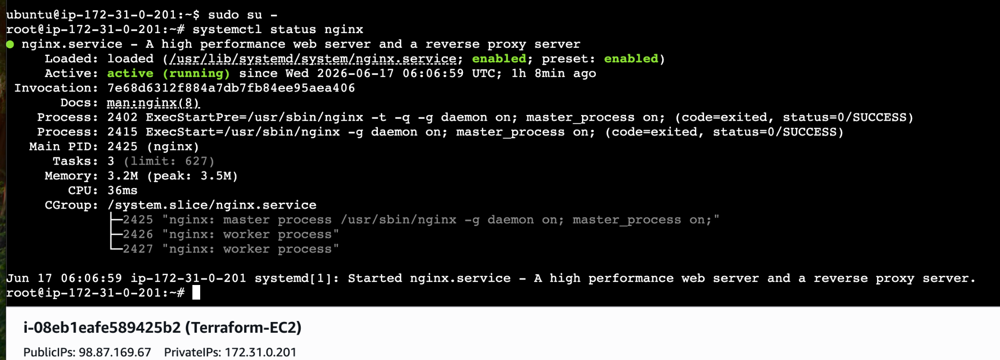 ubuntu@ip-172-31-0-201:~$ sudo su -
root@ip-172-31-0-201:~# systemctl status nginx
● nginx.service - A high performance web server and a reverse proxy server
Loaded: loaded (/usr/lib/systemd/system/nginx.service; enabled; preset: enabled)
Active: active (running) since Wed 2026-06-17 06:06:59 UTC; 1h 8min ago
Invocation: 7e68d6312f884a7db7fb84ee95aea406
Docs: man:nginx(8)
Process: 2402 ExecStartPre=/usr/sbin/nginx -t -q -g daemon on; master_process on; (code=exited, status=0/SUCCESS)
Process: 2415 ExecStart=/usr/sbin/nginx -g daemon on; master_process on; (code=exited, status=0/SUCCESS)
Main PID: 2425 (nginx)
Tasks: 3 (limit: 627)
Memory: 3.2M (peak: 3.5M)
CPU: 36ms
CGroup: /system.slice/nginx.service
├─2425 "nginx: master process /usr/sbin/nginx -g daemon on; master_process on;"
├─2426 "nginx: worker process"
└─2427 "nginx: worker process"
Jun 17 06:06:59 ip-172-31-0-201 systemd[1]: Started nginx.service - A high performance web server and a reverse proxy server.
root@ip-172-31-0-201:~#
i-08eb1eafe589425b2 (Terraform-EC2)
PublicIPs: 98.87.169.67 PrivateIPs: 172.31.0.201